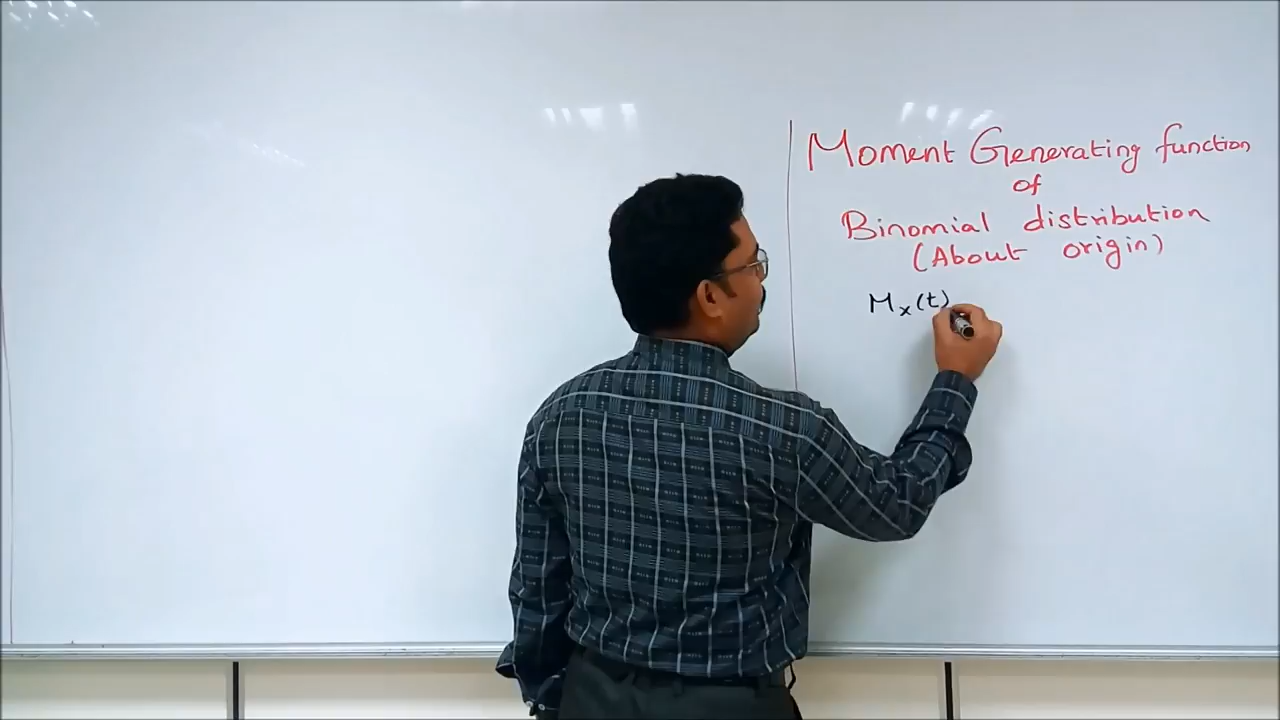 Moment Generating function
of
Binomial distribution
(About origin)
Mx(t)